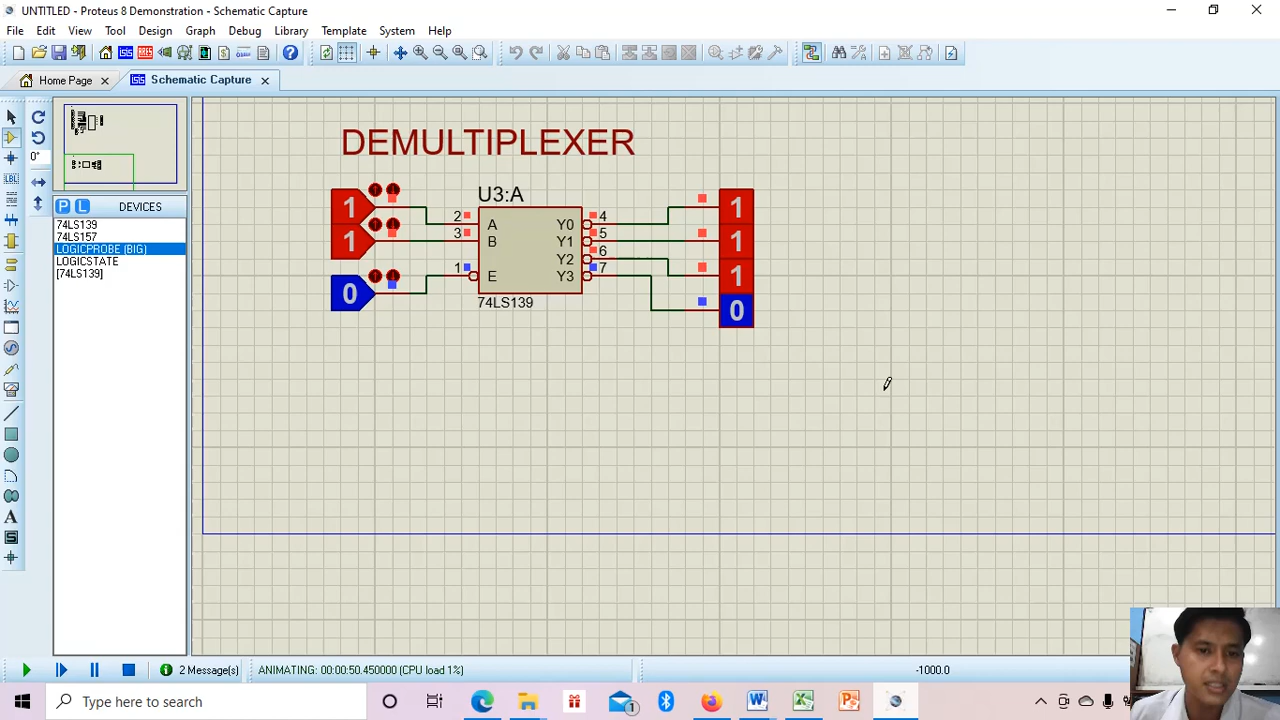 UNTITLED - Proteus 8 Demonstration - Schematic Capture
File Edit View Tool Design Graph Debug Library Template System Help
Home Page Schematic Capture
0°
LBL
A
P L DEVICES
74LS139
74LS157
LOGICPROBE (BIG)
LOGICSTATE
[74LS139]
DEMULTIPLEXER
U3:A
1 2 A Y0 4 1
1 3 B Y1 5 1
Y2 6 1
0 1 E Y3 7 0
74LS139
2 Message(s) ANIMATING: 00:00:50.450000 (CPU load 1%) -1000.0
Type here to search